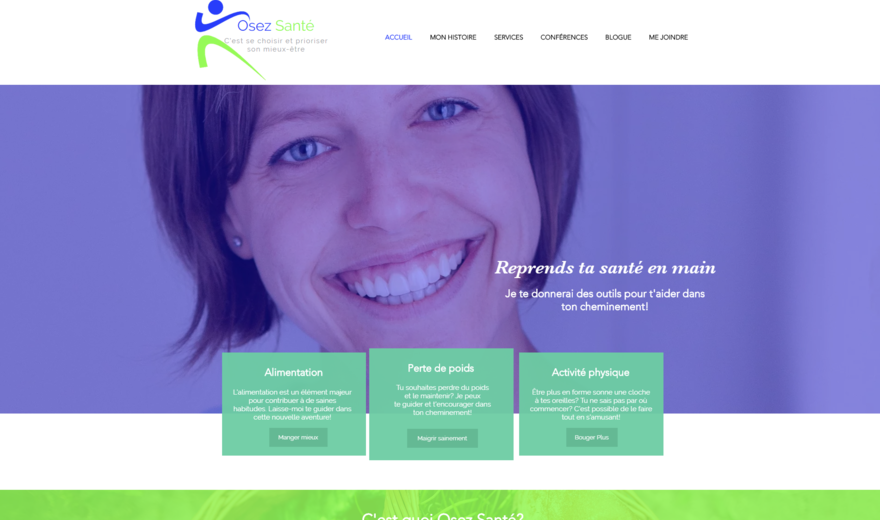 Osez Santé
C'est se choisir et prioriser
son mieux-être
ACCUEIL
MON HISTOIRE
SERVICES
CONFÉRENCES
BLOGUE
ME JOINDRE
Reprends ta santé en main
Je te donnerai des outils pour t'aider dans
ton cheminement!
Alimentation
L'alimentation est un élément majeur
pour contribuer à de saines
habitudes. Laisse-moi te guider dans
cette nouvelle aventure!
Manger mieux
Perte de poids
Tu souhaites perdre du poids
et le maintenir? Je peux
te guider et t'encourager dans
ton cheminement!
Maigrir sainement
Activité physique
Être plus en forme sonne une cloche
à tes oreilles? Tu ne sais pas par où
commencer? C'est possible de le faire
tout en s'amusant!
Bouger Plus
C'est quoi Osez Santé?